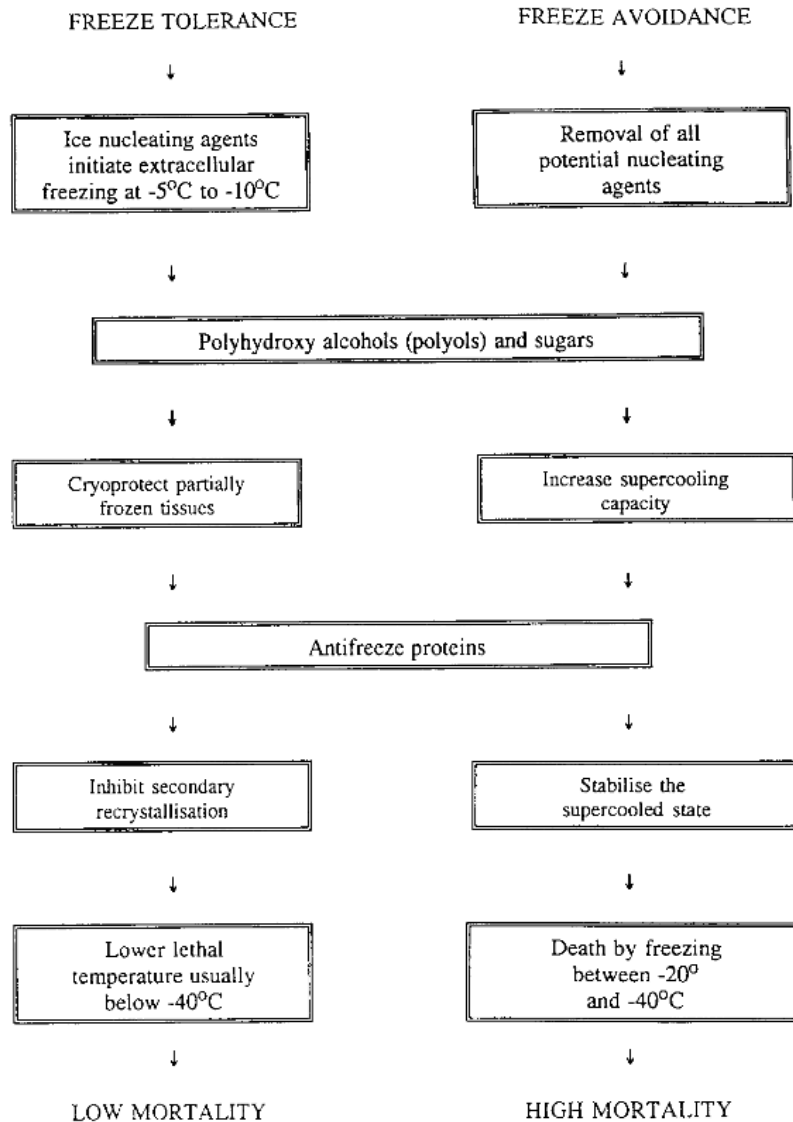 FREEZE TOLERANCE
FREEZE AVOIDANCE
↓
↓
Ice nucleating agents
initiate extracellular
freezing at -5°C to -10°C
Removal of all
potential nucleating
agents
↓
↓
Polyhydroxy alcohols (polyols) and sugars
↓
↓
Cryoprotect partially
frozen tissues
Increase supercooling
capacity
↓
↓
Antifreeze proteins
↓
↓
Inhibit secondary
recrystallisation
Stabilise the
supercooled state
↓
↓
Lower lethal
temperature usually
below -40°C
Death by freezing
between -20°
and -40°C
↓
↓
LOW MORTALITY
HIGH MORTALITY